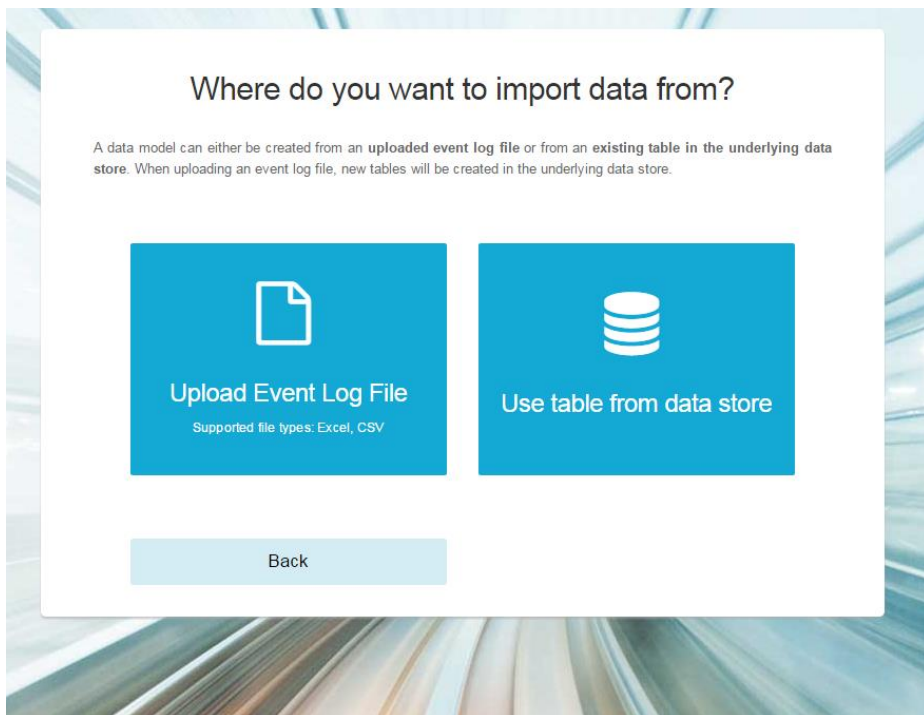 Where do you want to import data from?
A data model can either be created from an uploaded event log file or from an existing table in the underlying data
store. When uploading an event log file, new tables will be created in the underlying data store.
Upload Event Log File
Supported file types: Excel, CSV
Use table from data store
Back